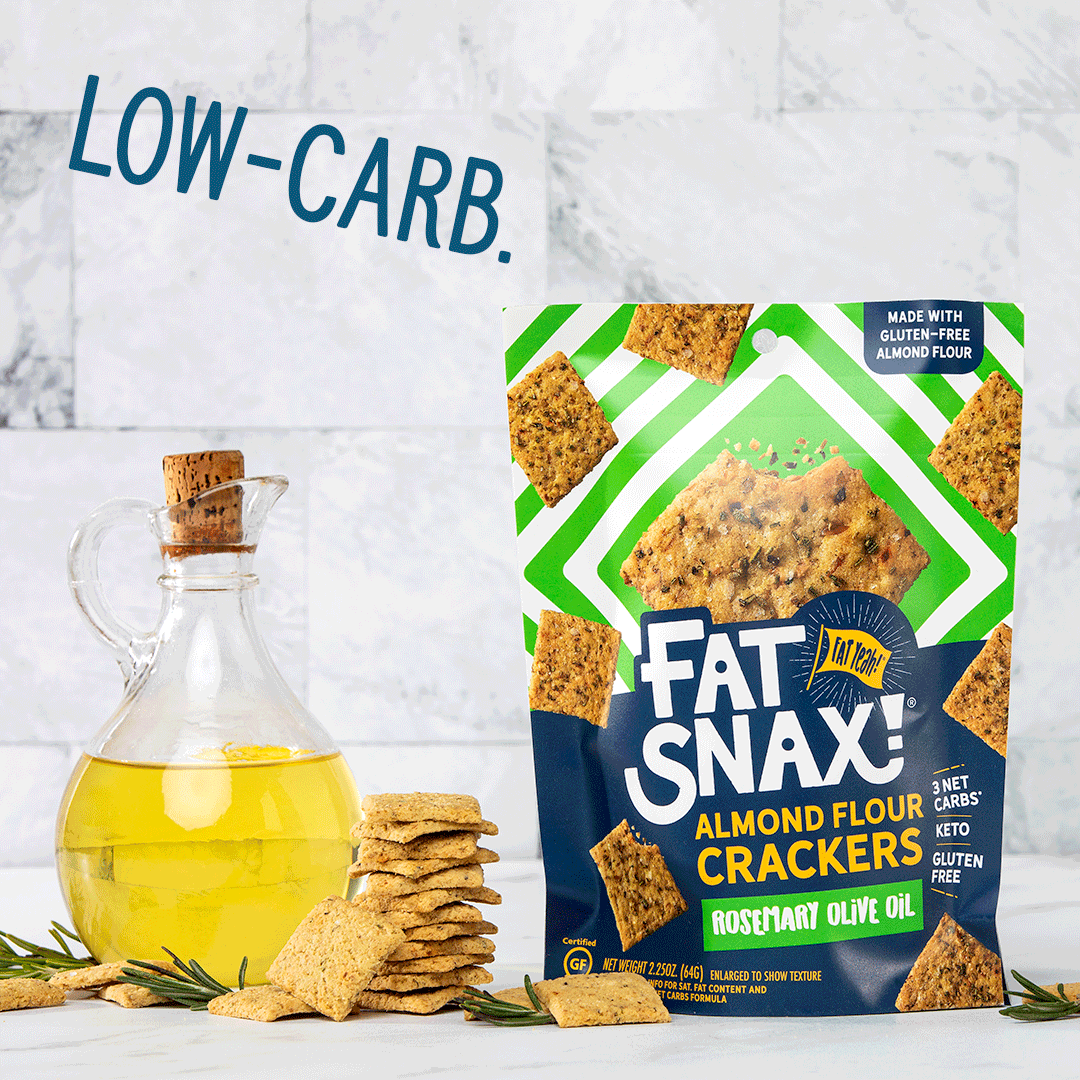 LOW-CARB.
MADE WITH
GLUTEN-FREE
ALMOND FLOUR
FAT
FAT Yeah!
SNAX!®
ALMOND FLOUR
CRACKERS
3 NET
CARBS*
KETO
GLUTEN
FREE
ROSEMARY OLIVE OiL
Certified
GF
NET WEIGHT 2.25OZ. (64G) ENLARGED TO SHOW TEXTURE
INFO FOR SAT. FAT CONTENT AND
CARBS FORMULA